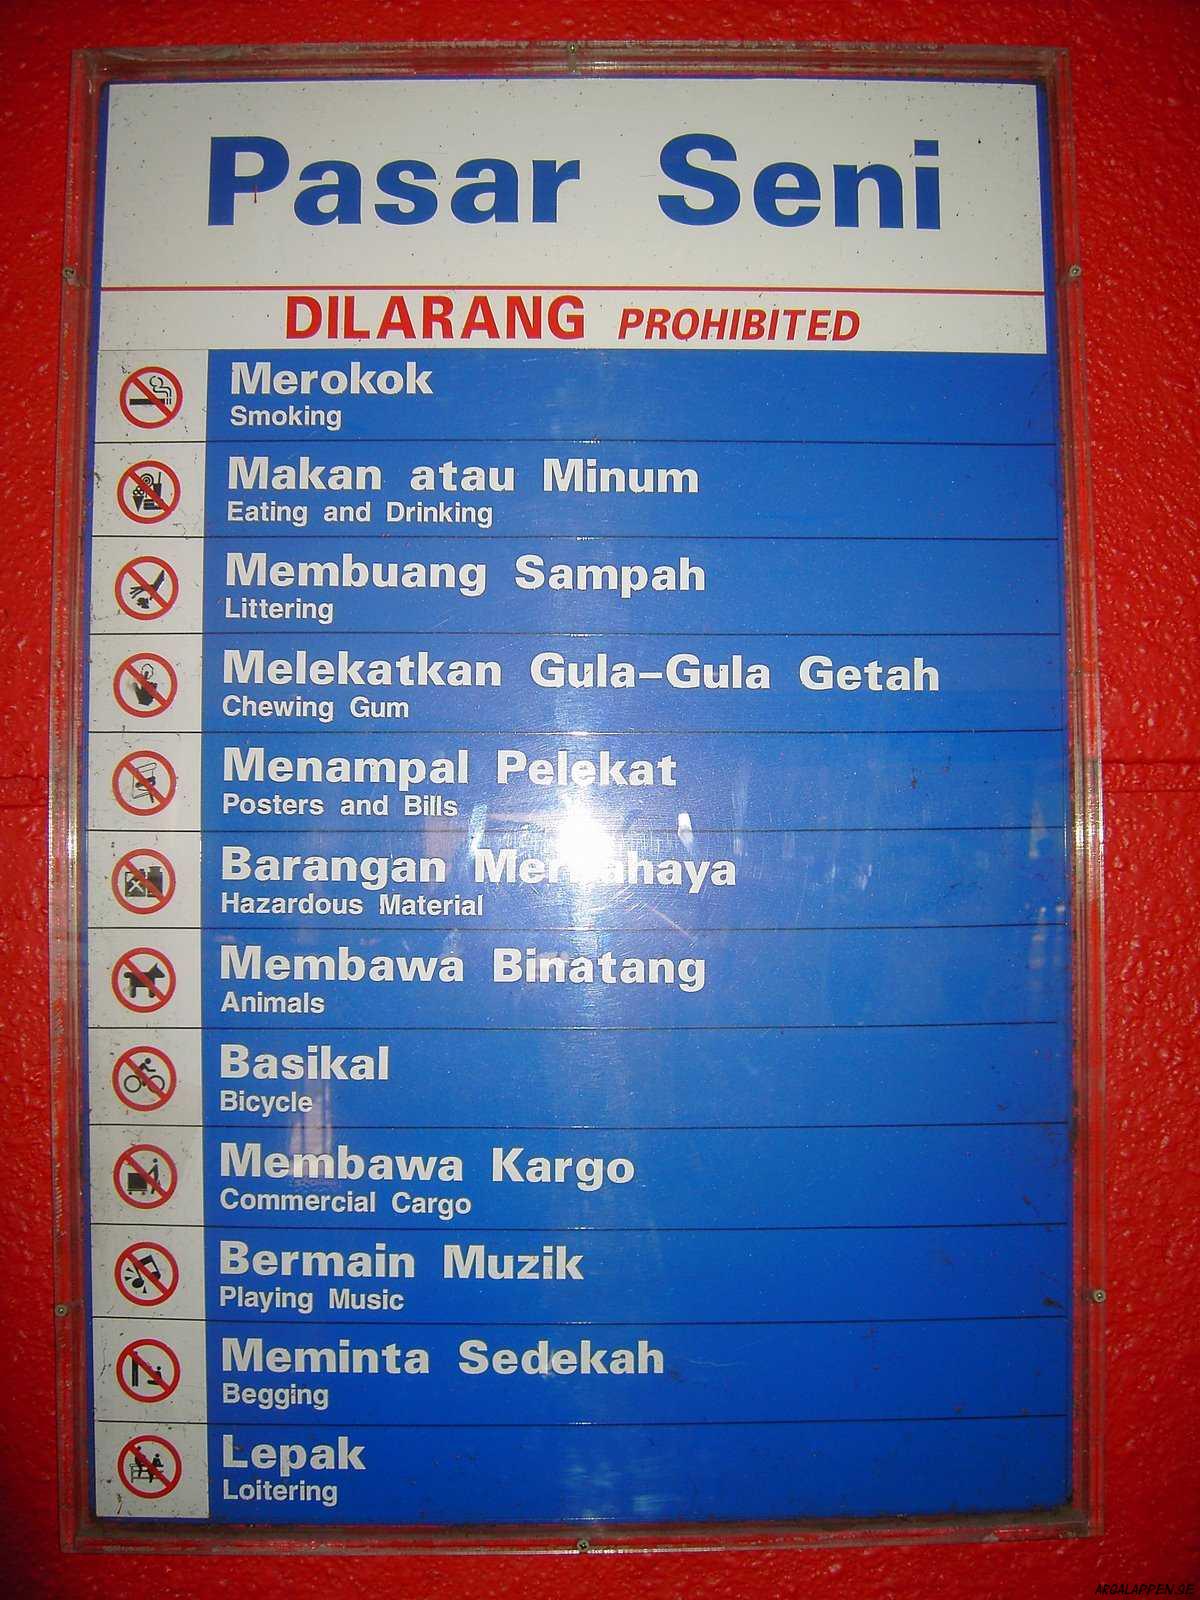 Pasar Seni
DILARANG PROHIBITED
Merokok
Smoking
Makan atau Minum
Eating and Drinking
Membuang Sampah
Littering
Melekatkan Gula-Gula Getah
Chewing Gum
Menampal Pelekat
Posters and Bills
Barangan
Hazardous Material
Membawa Binatang
Animals
Basikal
Bicycle
Membawa Kargo
Commercial Cargo
Bermain Muzik
Playing Music
Meminta Sedekah
Begging
Lepak
Loitering
ARGALAPPEN.SE